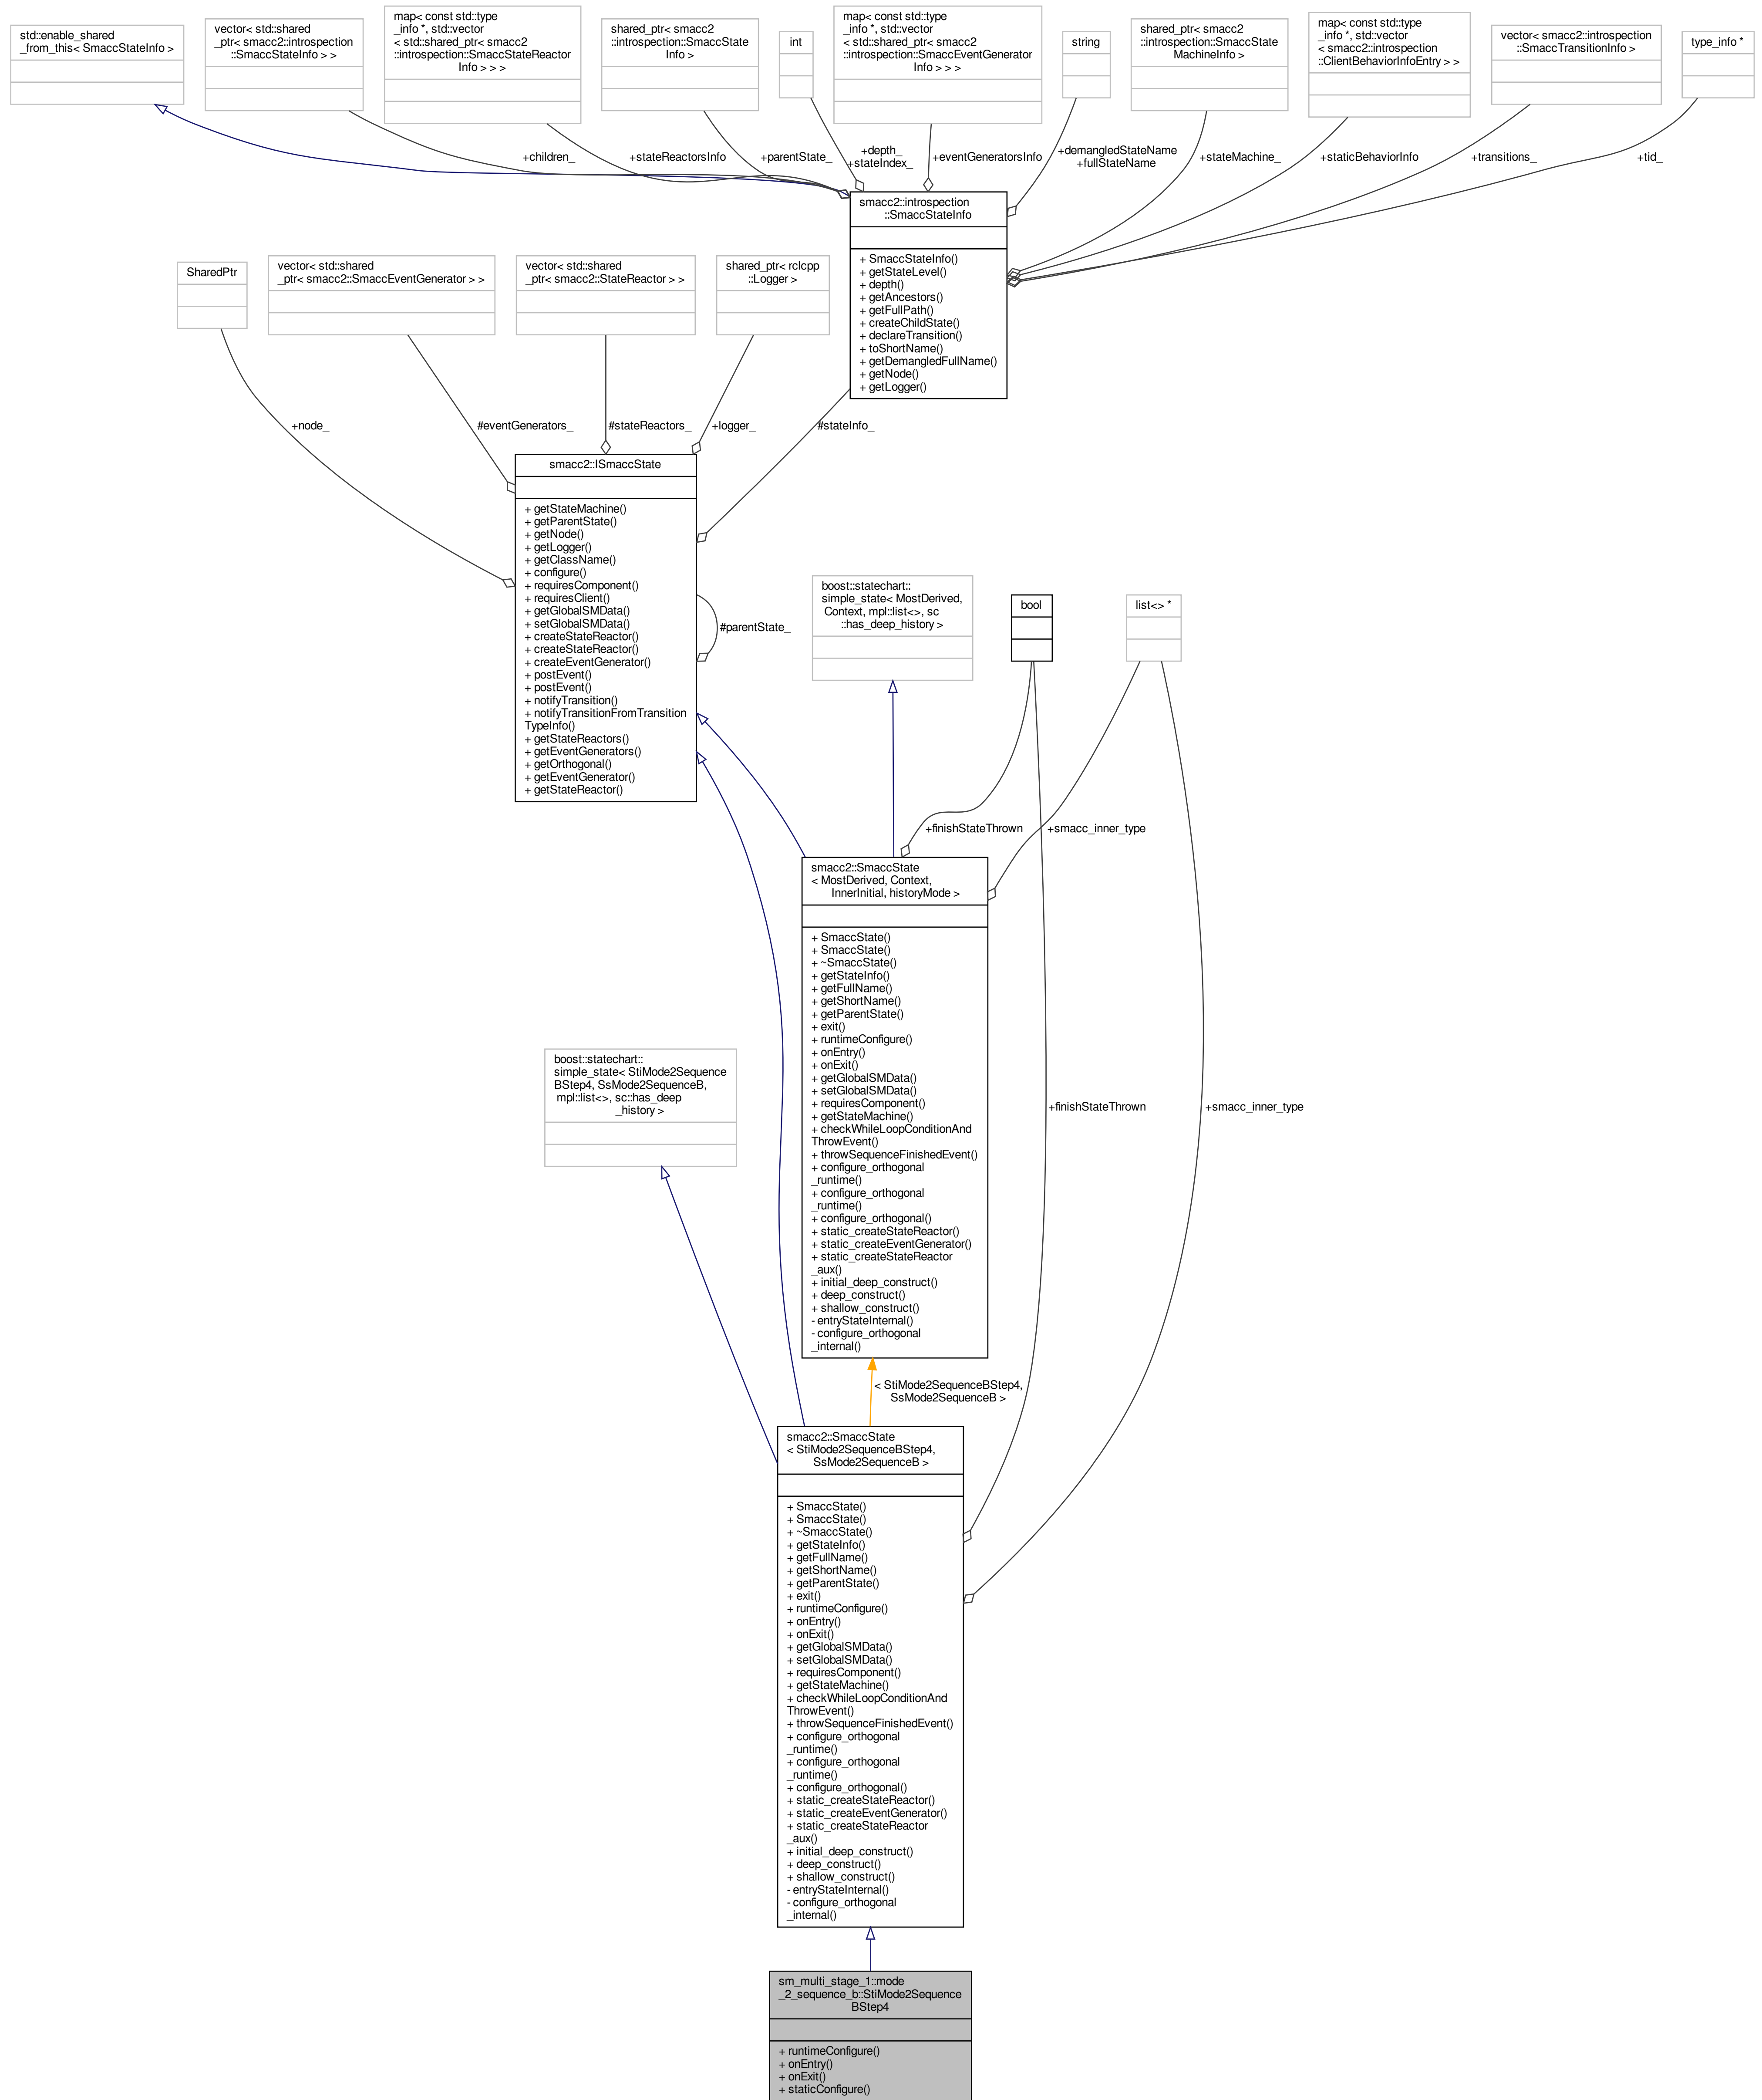 std::enable_shared
_from_this< SmaccStateInfo >
vector< std::shared
_ptr< smacc2::introspection
::SmaccStateInfo > >
map< const std::type
_info *, std::vector
< std::shared_ptr< smacc2
::introspection::SmaccStateReactor
Info > > >
shared_ptr< smacc2
::introspection::SmaccState
Info >
int
map< const std::type
_info *, std::vector
< std::shared_ptr< smacc2
::introspection::SmaccEventGenerator
Info > > >
string
shared_ptr< smacc2
::introspection::SmaccState
MachineInfo >
map< const std::type
_info *, std::vector
< smacc2::introspection
::ClientBehaviorInfoEntry > >
vector< smacc2::introspection
::SmaccTransitionInfo >
type_info *
+children_
+stateReactorsInfo
+parentState_
+depth_
+stateIndex_
+eventGeneratorsInfo
+demangledStateName
+fullStateName
+stateMachine_
+staticBehaviorInfo
+transitions_
+tid_
smacc2::introspection
::SmaccStateInfo
+ SmaccStateInfo()
+ getStateLevel()
+ depth()
+ getAncestors()
+ getFullPath()
+ createChildState()
+ declareTransition()
+ toShortName()
+ getDemangledFullName()
+ getNode()
+ getLogger()
SharedPtr
vector< std::shared
_ptr< smacc2::SmaccEventGenerator > >
vector< std::shared
_ptr< smacc2::StateReactor > >
shared_ptr< rclcpp
::Logger >
+node_
#eventGenerators_
#stateReactors_
+logger_
#stateInfo_
smacc2::ISmaccState
+ getStateMachine()
+ getParentState()
+ getNode()
+ getLogger()
+ getClassName()
+ configure()
+ requiresComponent()
+ requiresClient()
+ getGlobalSMData()
+ setGlobalSMData()
+ createStateReactor()
+ createStateReactor()
+ createEventGenerator()
+ postEvent()
+ postEvent()
+ notifyTransition()
+ notifyTransitionFromTransition
TypeInfo()
+ getStateReactors()
+ getEventGenerators()
+ getOrthogonal()
+ getEventGenerator()
+ getStateReactor()
#parentState_
boost::statechart::
simple_state< MostDerived,
Context, mpl::list<>, sc
::has_deep_history >
bool
list<> *
+finishStateThrown
+smacc_inner_type
smacc2::SmaccState
< MostDerived, Context,
InnerInitial, historyMode >
+ SmaccState()
+ SmaccState()
+ ~SmaccState()
+ getStateInfo()
+ getFullName()
+ getShortName()
+ getParentState()
+ exit()
+ runtimeConfigure()
+ onEntry()
+ onExit()
+ getGlobalSMData()
+ setGlobalSMData()
+ requiresComponent()
+ getStateMachine()
+ checkWhileLoopConditionAnd
ThrowEvent()
+ throwSequenceFinishedEvent()
+ configure_orthogonal
_runtime()
+ configure_orthogonal
_runtime()
+ configure_orthogonal()
+ static_createStateReactor()
+ static_createEventGenerator()
+ static_createStateReactor
_aux()
+ initial_deep_construct()
+ deep_construct()
+ shallow_construct()
- entryStateInternal()
- configure_orthogonal
_internal()
boost::statechart::
simple_state< StiMode2Sequence
BStep4, SsMode2SequenceB,
mpl::list<>, sc::has_deep
_history >
+finishStateThrown
+smacc_inner_type
< StiMode2SequenceBStep4,
SsMode2SequenceB >
smacc2::SmaccState
< StiMode2SequenceBStep4,
SsMode2SequenceB >
+ SmaccState()
+ SmaccState()
+ ~SmaccState()
+ getStateInfo()
+ getFullName()
+ getShortName()
+ getParentState()
+ exit()
+ runtimeConfigure()
+ onEntry()
+ onExit()
+ getGlobalSMData()
+ setGlobalSMData()
+ requiresComponent()
+ getStateMachine()
+ checkWhileLoopConditionAnd
ThrowEvent()
+ throwSequenceFinishedEvent()
+ configure_orthogonal
_runtime()
+ configure_orthogonal
_runtime()
+ configure_orthogonal()
+ static_createStateReactor()
+ static_createEventGenerator()
+ static_createStateReactor
_aux()
+ initial_deep_construct()
+ deep_construct()
+ shallow_construct()
- entryStateInternal()
- configure_orthogonal
_internal()
sm_multi_stage_1::mode
_2_sequence_b::StiMode2Sequence
BStep4
+ runtimeConfigure()
+ onEntry()
+ onExit()
+ staticConfigure()